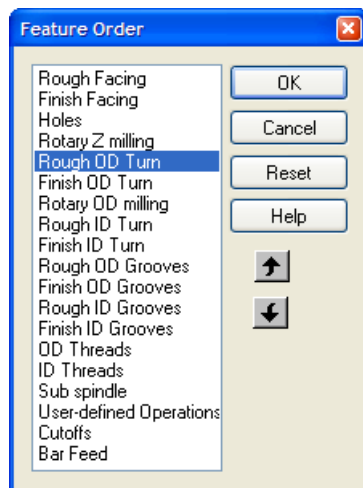 Feature Order
Rough Facing
Finish Facing
Holes
Rotary Z milling
Rough OD Turn
Finish OD Turn
Rotary OD milling
Rough ID Turn
Finish ID Turn
Rough OD Grooves
Finish OD Grooves
Rough ID Grooves
Finish ID Grooves
OD Threads
ID Threads
Sub spindle
User-defined Operations
Cutoffs
Bar Feed
OK
Cancel
Reset
Help